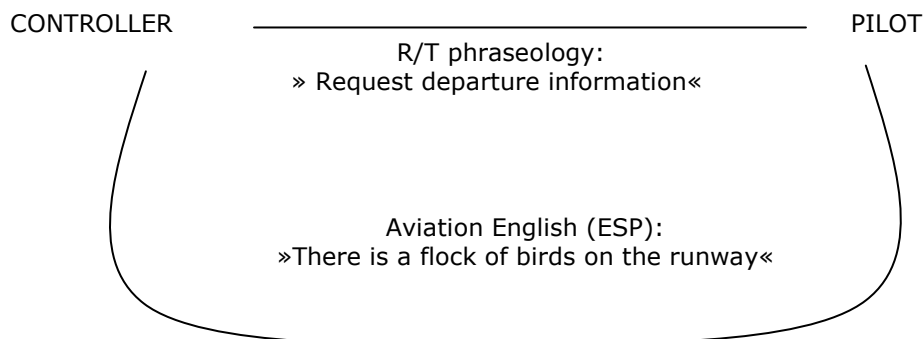 CONTROLLER PILOT
R/T phraseology:
» Request departure information«
Aviation English (ESP):
»There is a flock of birds on the runway«